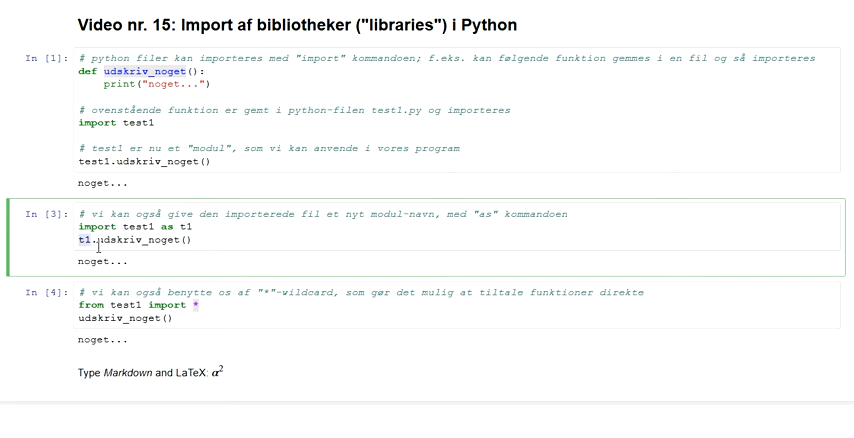 Video nr. 15: Import af bibliotheker ("libraries") i Python
In [1]: # python filer kan importeres med "import" kommandoen; f.eks. kan følgende funktion gemmes i en fil og så importeres
def udskriv_noget():
    print("noget...")
# ovenstående funktion er gemt i python-filen test1.py og importeres
import test1
# test1 er nu et "modul", som vi kan anvende i vores program
test1.udskriv_noget()
noget...
In [3]: # vi kan også give den importerede fil et nyt modul-navn, med "as" kommandoen
import test1 as t1
t1.udskriv_noget()
noget...
In [4]: # vi kan også benytte os af "*"-wildcard, som gør det mulig at tiltale funktioner direkte
from test1 import *
udskriv_noget()
noget...
Type Markdown and LaTeX: α²